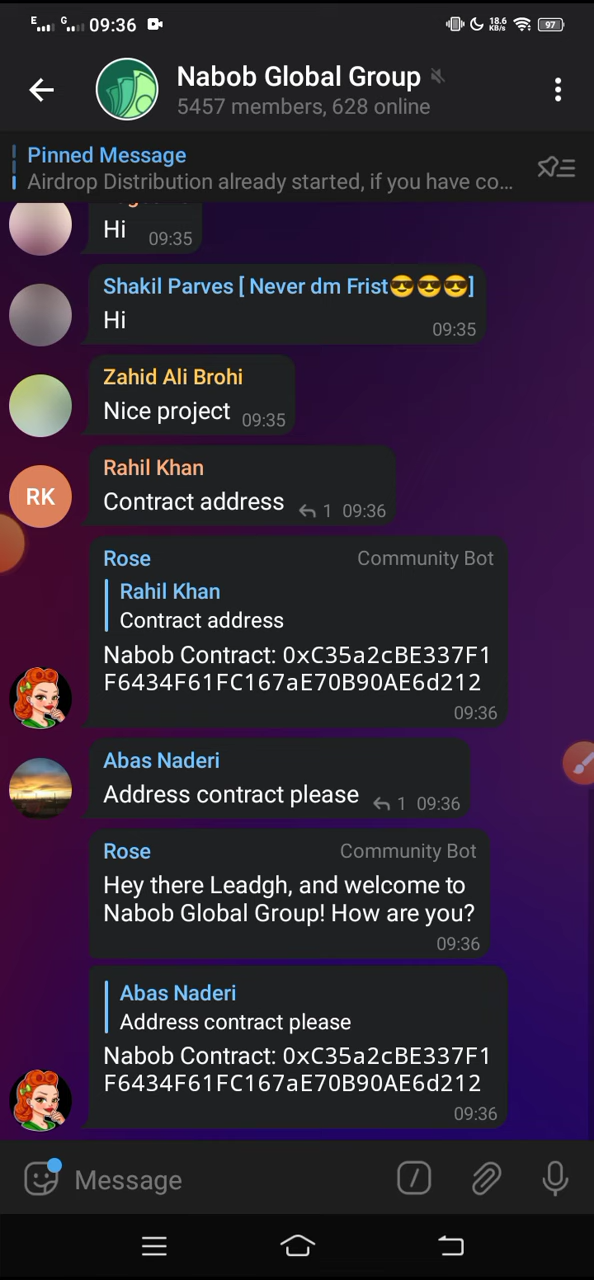 E G 09:36 18.6 KB/s 97
Nabob Global Group
5457 members, 628 online
Pinned Message
Airdrop Distribution already started, if you have co...
Hi 09:35
Shakil Parves [ Never dm Frist😎😎😎]
Hi
09:35
Zahid Ali Brohi
Nice project 09:35
Rahil Khan
RK
Contract address 1 09:36
Rose Community Bot
Rahil Khan
Contract address
Nabob Contract: 0xC35a2cBE337F1
F6434F61FC167aE70B90AE6d212
09:36
Abas Naderi
Address contract please 1 09:36
Rose Community Bot
Hey there Leadgh, and welcome to
Nabob Global Group! How are you?
09:36
Abas Naderi
Address contract please
Nabob Contract: 0xC35a2cBE337F1
F6434F61FC167aE70B90AE6d212
09:36
Message